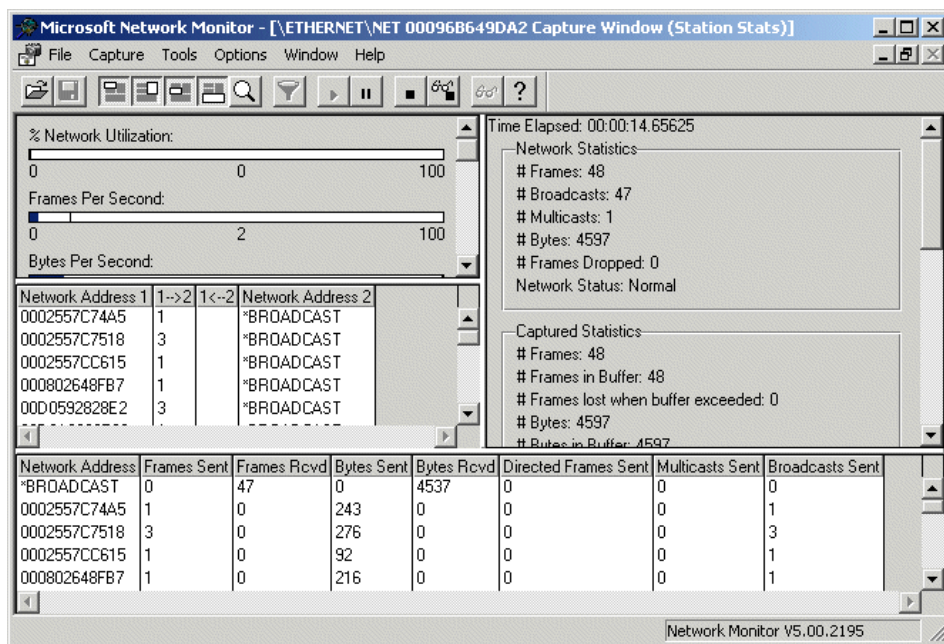 Microsoft Network Monitor - [\ETHERNET\NET 00096B649DA2 Capture Window (Station Stats)]
File Capture Tools Options Window Help
% Network Utilization:
0 0 100
Frames Per Second:
0 2 100
Bytes Per Second:
Time Elapsed: 00:00:14.65625
Network Statistics
# Frames: 48
# Broadcasts: 47
# Multicasts: 1
# Bytes: 4597
# Frames Dropped: 0
Network Status: Normal
Captured Statistics
# Frames: 48
# Frames in Buffer: 48
# Frames lost when buffer exceeded: 0
# Bytes: 4597
# Bytes in Buffer: 4597
Network Address 1 1-->2 1<--2 Network Address 2
0002557C74A5 1 *BROADCAST
0002557C7518 3 *BROADCAST
0002557CC615 1 *BROADCAST
000802648FB7 1 *BROADCAST
00D0592828E2 3 *BROADCAST
Network Address Frames Sent Frames Rcvd Bytes Sent Bytes Rcvd Directed Frames Sent Multicasts Sent Broadcasts Sent
*BROADCAST 0 47 0 4537 0 0 0
0002557C74A5 1 0 243 0 0 0 1
0002557C7518 3 0 276 0 0 0 3
0002557CC615 1 0 92 0 0 0 1
000802648FB7 1 0 216 0 0 0 1
Network Monitor V5.00.2195